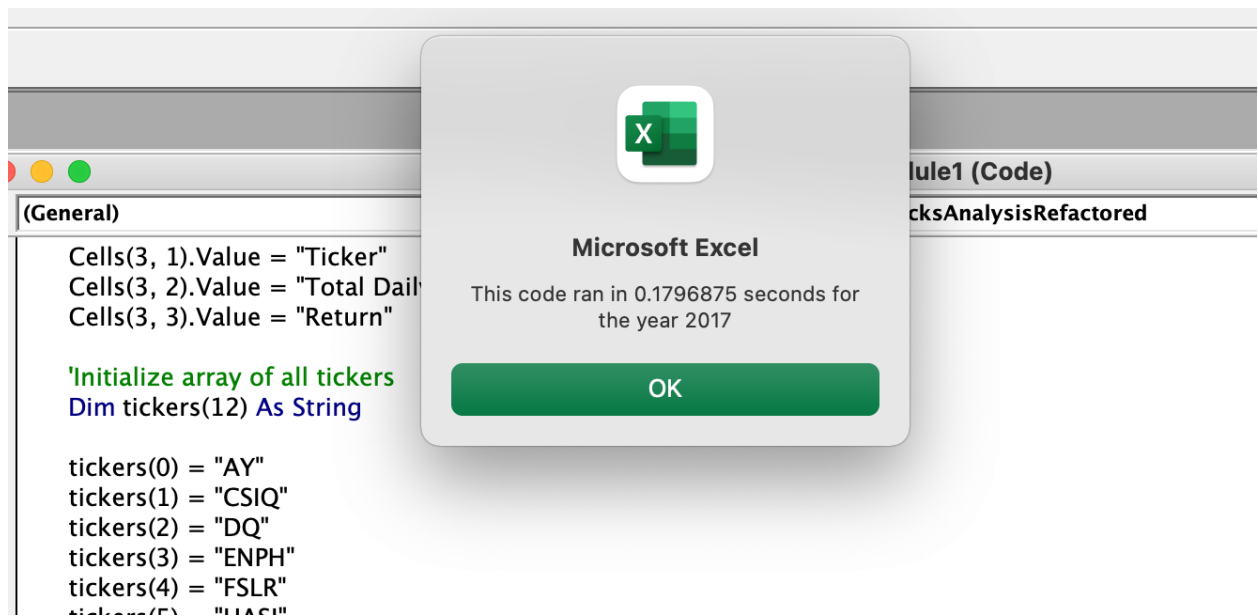 lule1 (Code)
(General)
cksAnalysisRefactored
Cells(3, 1).Value = "Ticker"
Cells(3, 2).Value = "Total Dail
Cells(3, 3).Value = "Return"
'Initialize array of all tickers
Dim tickers(12) As String
tickers(0) = "AY"
tickers(1) = "CSIQ"
tickers(2) = "DQ"
tickers(3) = "ENPH"
tickers(4) = "FSLR"
X
Microsoft Excel
This code ran in 0.1796875 seconds for
the year 2017
OK